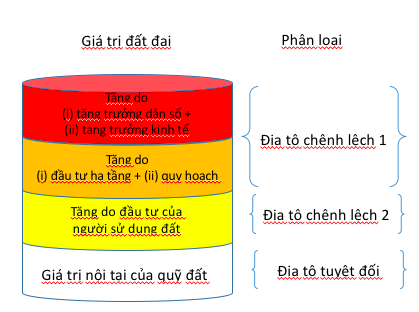 Giá trị đất đai
Phân loại
Tăng do
(i) tăng trưởng dân số +
(ii) tang trưởng kinh tế
Tăng do
(i) đầu tư hạ tầng + (ii) quy hoạch
Tăng do đầu tư của
người sử dụng đất
Giá trị nội tại của quỹ đất
Địa tô chênh lệch 1
Địa tô chênh lệch 2
Địa tô tuyệt đối